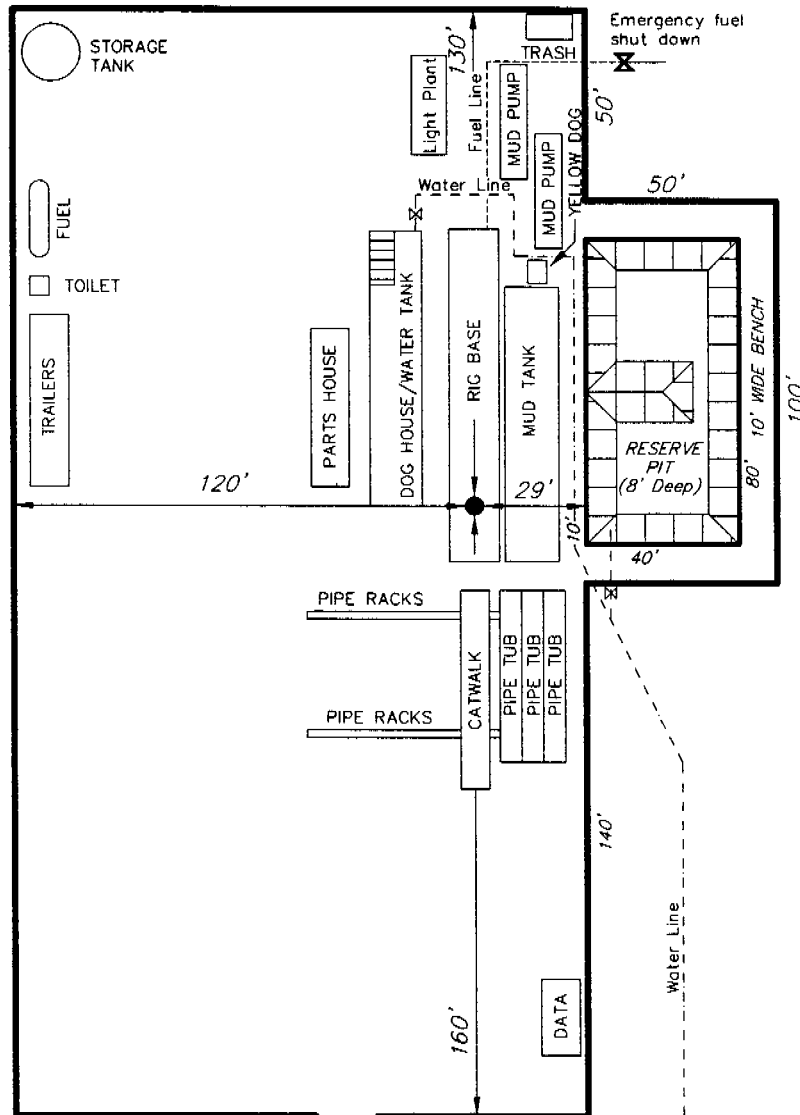 STORAGE
TANK
130'
TRASH
Emergency fuel
shut down
Light Plant
Fuel Line
MUD PUMP
50'
MUD PUMP
YELLOW DOG
Water Line
50'
FUEL
TOILET
TRAILERS
PARTS HOUSE
DOG HOUSE/WATER TANK
RIG BASE
MUD TANK
RESERVE
PIT
(8' Deep)
80'
10' WIDE BENCH
100'
120'
29'
10'
40'
PIPE RACKS
CATWALK
PIPE TUB
PIPE TUB
PIPE TUB
PIPE RACKS
140'
Water Line
DATA
160'